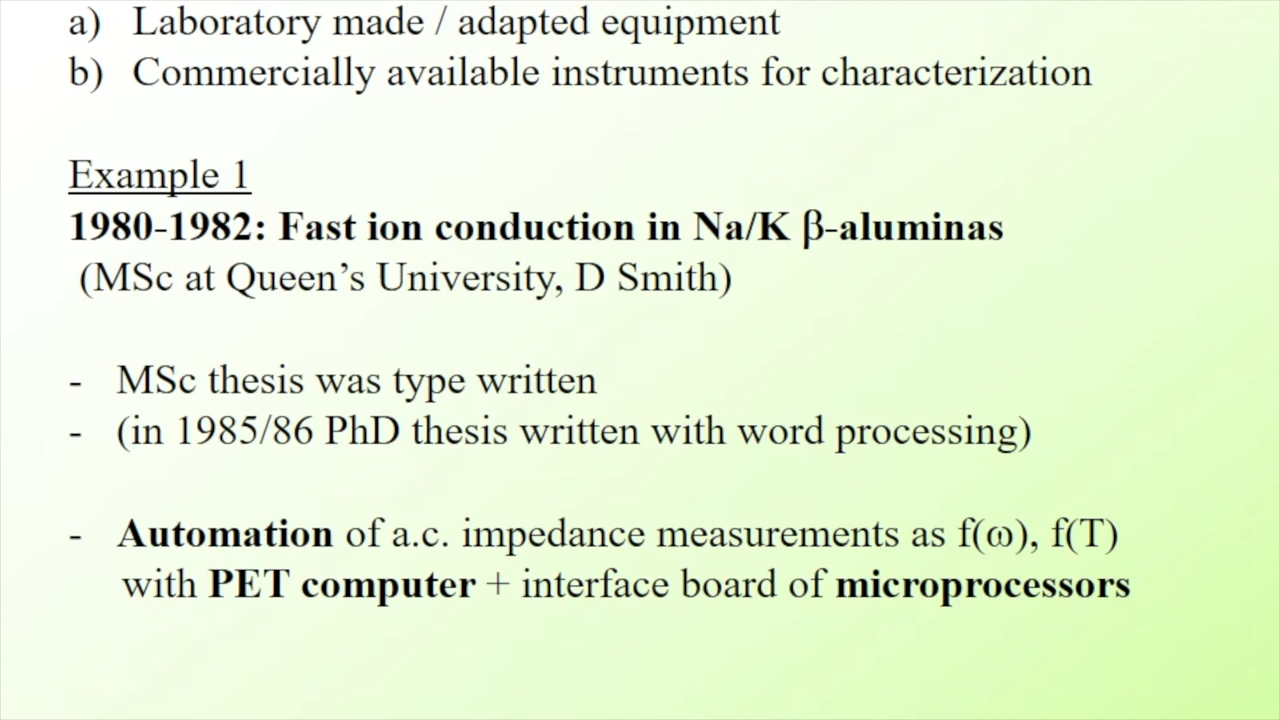 a) Laboratory made / adapted equipment
b) Commercially available instruments for characterization
Example 1
1980-1982: Fast ion conduction in Na/K β-aluminas
(MSc at Queen’s University, D Smith)
- MSc thesis was type written
- (in 1985/86 PhD thesis written with word processing)
- Automation of a.c. impedance measurements as f(ω), f(T)
with PET computer + interface board of microprocessors